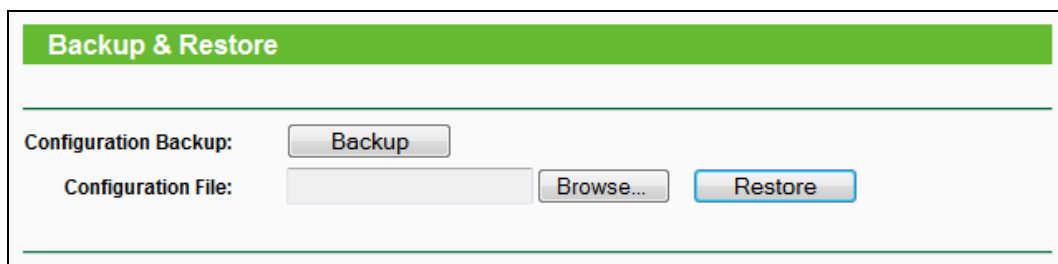 Backup & Restore
Configuration Backup: Backup
Configuration File: Browse... Restore